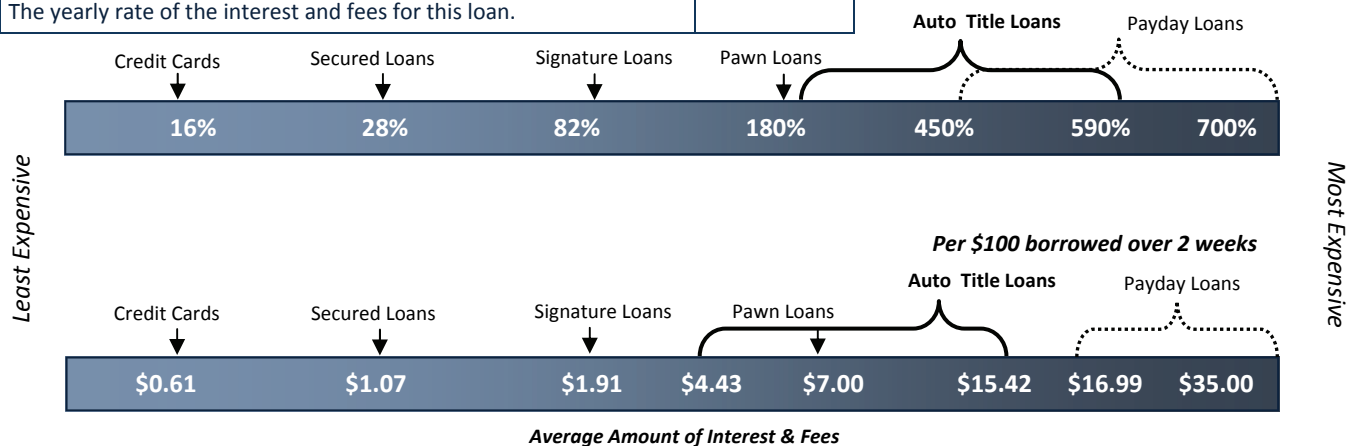 The yearly rate of the interest and fees for this loan.
Auto Title Loans Payday Loans
Credit Cards Secured Loans Signature Loans Pawn Loans
16% 28% 82% 180% 450% 590% 700%
Least Expensive
Most Expensive
Per $100 borrowed over 2 weeks
Auto Title Loans Payday Loans
Credit Cards Secured Loans Signature Loans Pawn Loans
$0.61 $1.07 $1.91 $4.43 $7.00 $15.42 $16.99 $35.00
Average Amount of Interest & Fees